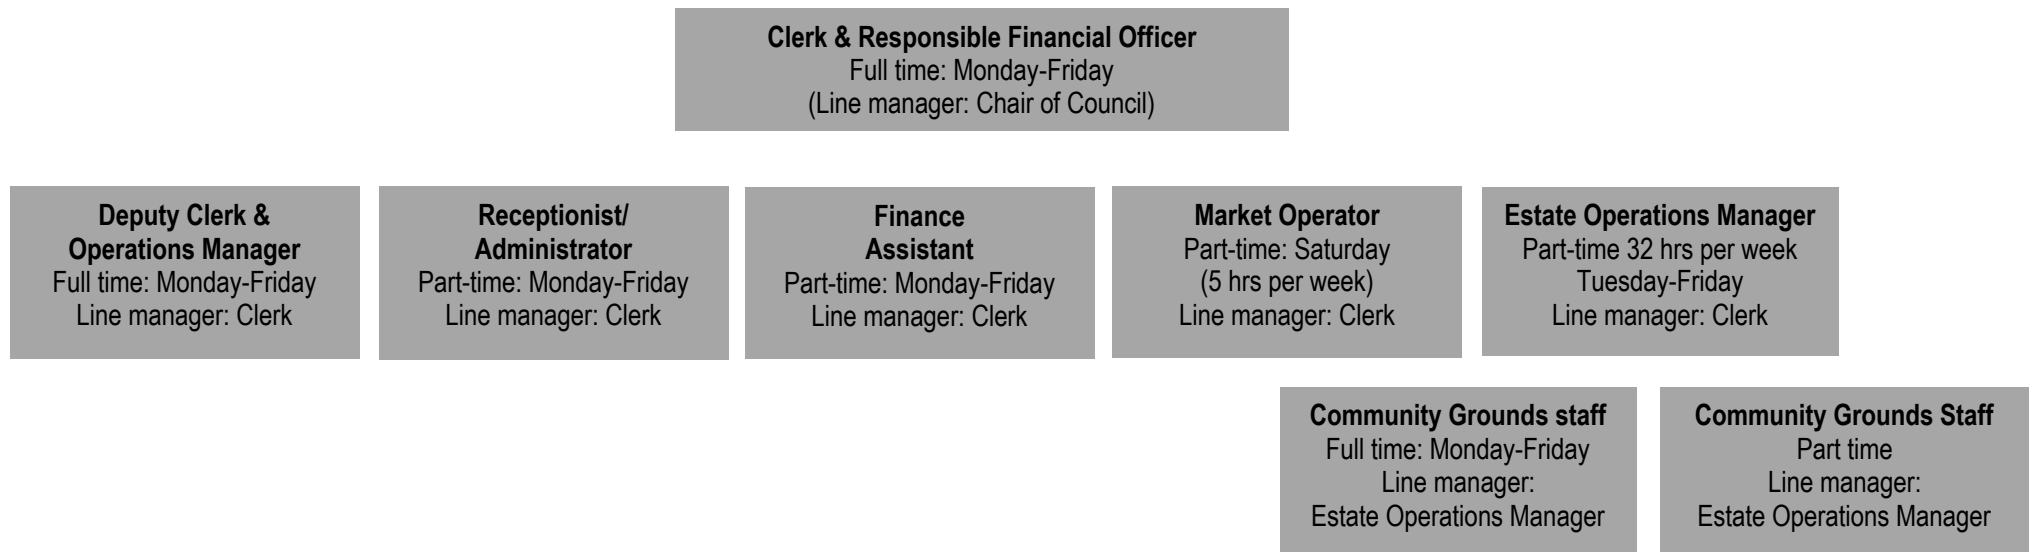 Clerk & Responsible Financial Officer
Full time: Monday-Friday
(Line manager: Chair of Council)
Deputy Clerk &
Operations Manager
Full time: Monday-Friday
Line manager: Clerk
Receptionist/
Administrator
Part-time: Monday-Friday
Line manager: Clerk
Finance
Assistant
Part-time: Monday-Friday
Line manager: Clerk
Market Operator
Part-time: Saturday
(5 hrs per week)
Line manager: Clerk
Estate Operations Manager
Part-time 32 hrs per week
Tuesday-Friday
Line manager: Clerk
Community Grounds staff
Full time: Monday-Friday
Line manager:
Estate Operations Manager
Community Grounds Staff
Part time
Line manager:
Estate Operations Manager